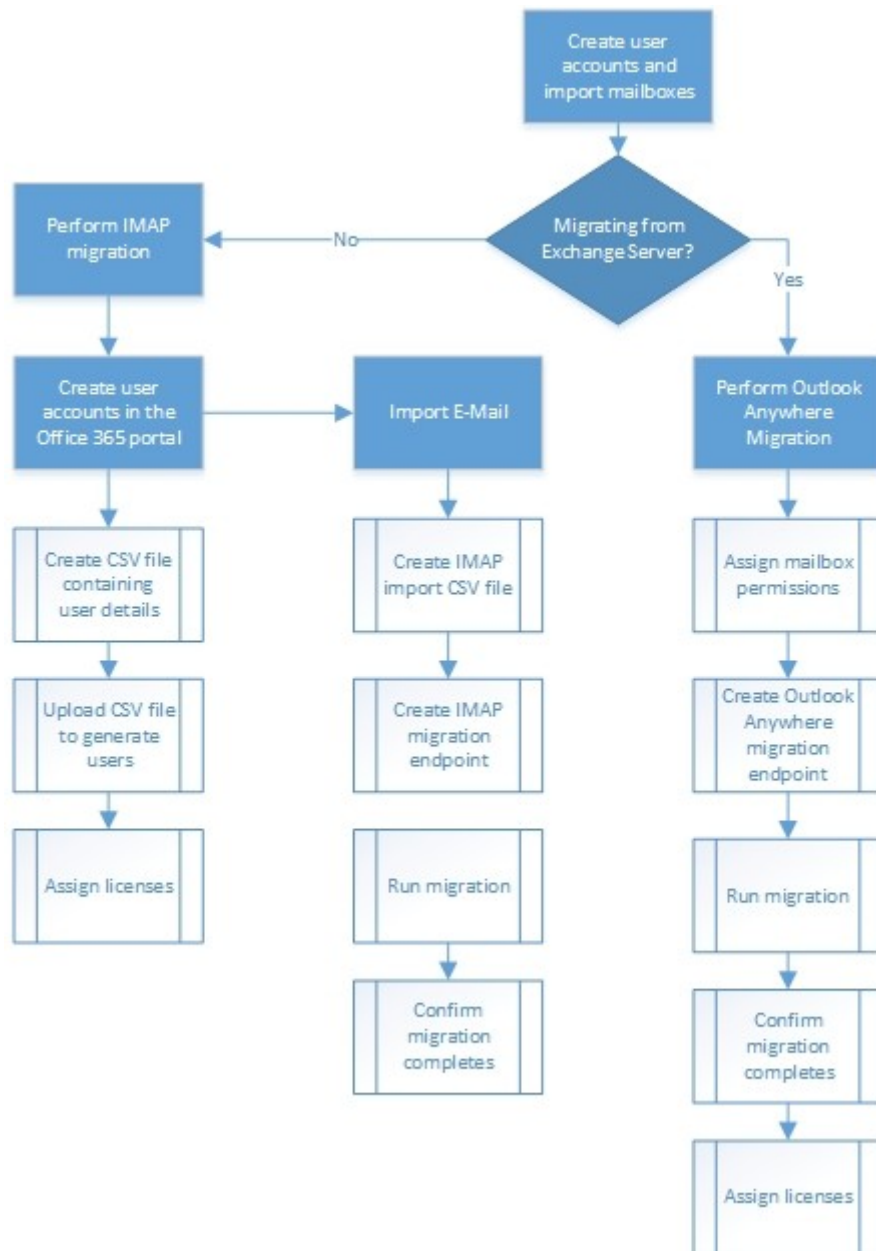 Create user
accounts and
import mailboxes
Migrating from
Exchange Server?
No
Yes
Perform IMAP
migration
Create user
accounts in the
Office 365 portal
Import E-Mail
Perform Outlook
Anywhere
Migration
Create CSV file
containing
user details
Create IMAP
import CSV file
Assign mailbox
permissions
Upload CSV file
to generate
users
Create IMAP
migration
endpoint
Create Outlook
Anywhere
migration
endpoint
Assign licenses
Run migration
Run migration
Confirm
migration
completes
Confirm
migration
completes
Assign licenses